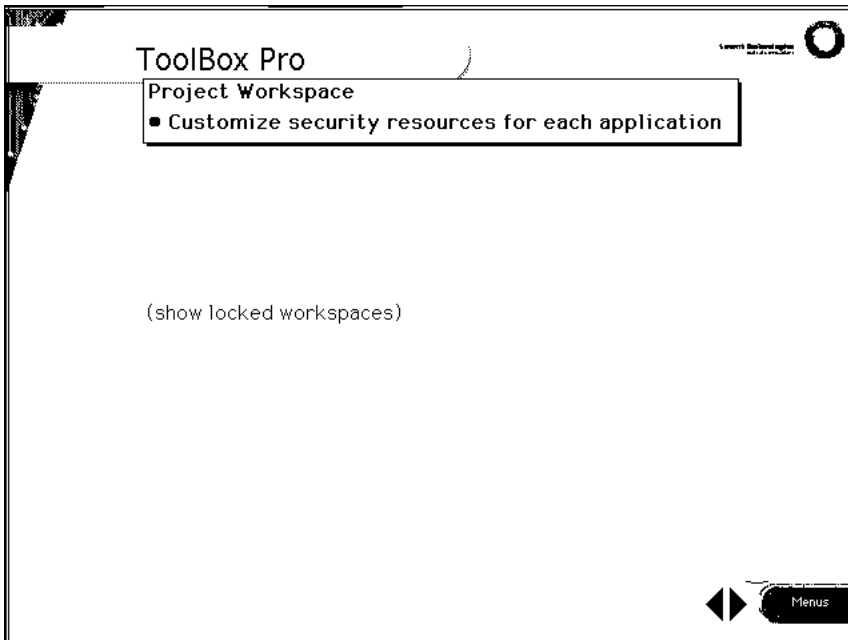 ToolBox Pro
Project Workspace
• Customize security resources for each application
(show locked workspaces)
Menus